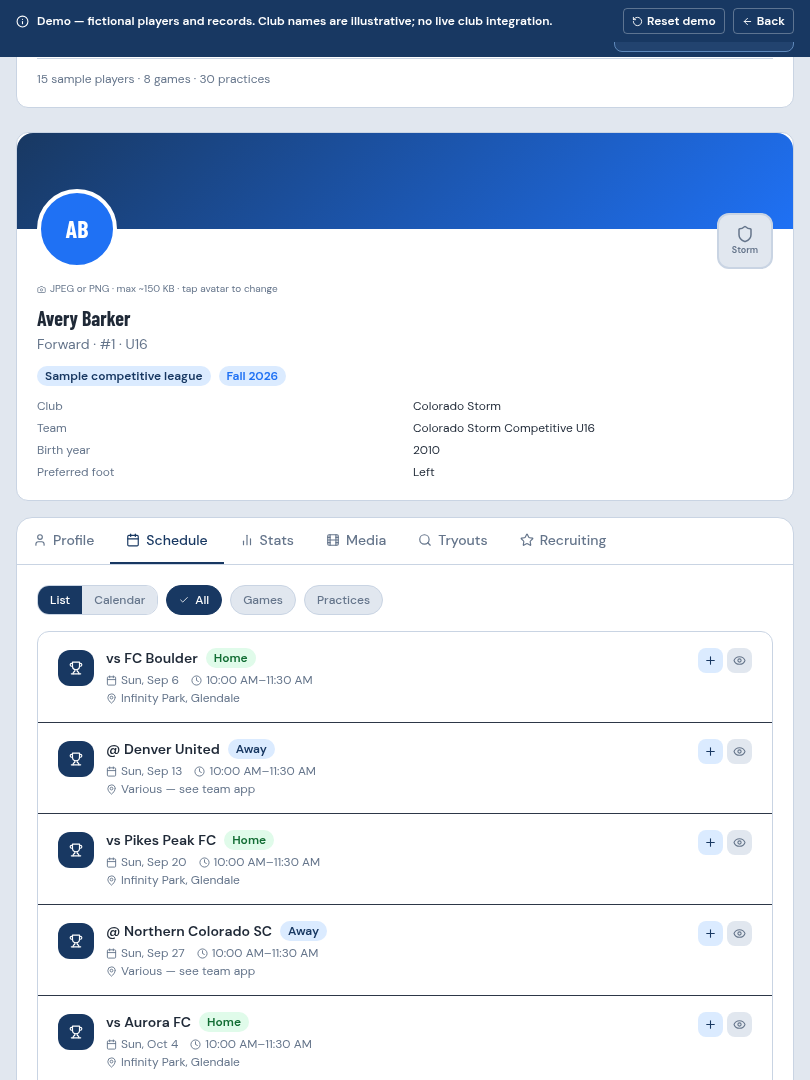 Demo — fictional players and records. Club names are illustrative; no live club integration.
Reset demo
Back
15 sample players · 8 games · 30 practices
AB
Storm
JPEG or PNG · max ~150 KB · tap avatar to change
Avery Barker
Forward · #1 · U16
Sample competitive league
Fall 2026
Club
Colorado Storm
Team
Colorado Storm Competitive U16
Birth year
2010
Preferred foot
Left
Profile
Schedule
Stats
Media
Tryouts
Recruiting
List
Calendar
All
Games
Practices
vs FC Boulder
Home
Sun, Sep 6
10:00 AM–11:30 AM
Infinity Park, Glendale
@ Denver United
Away
Sun, Sep 13
10:00 AM–11:30 AM
Various — see team app
vs Pikes Peak FC
Home
Sun, Sep 20
10:00 AM–11:30 AM
Infinity Park, Glendale
@ Northern Colorado SC
Away
Sun, Sep 27
10:00 AM–11:30 AM
Various — see team app
vs Aurora FC
Home
Sun, Oct 4
10:00 AM–11:30 AM
Infinity Park, Glendale